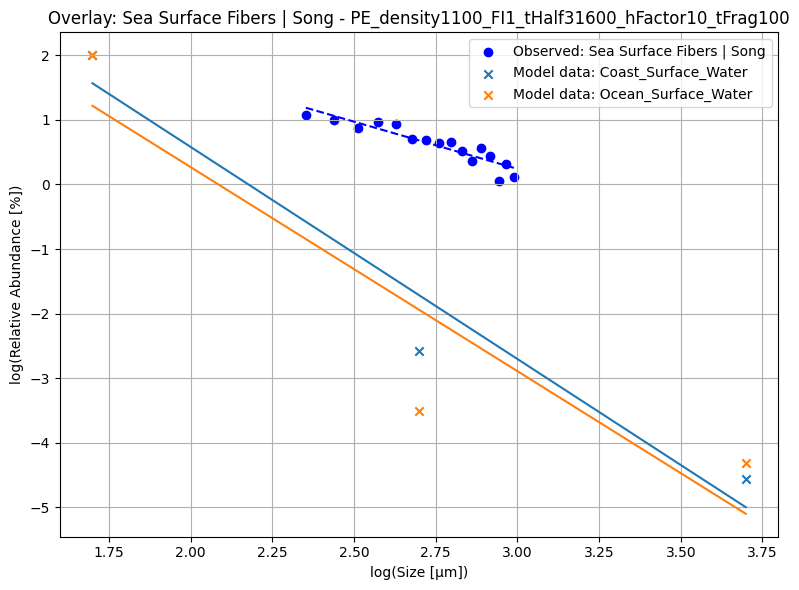 Overlay: Sea Surface Fibers | Song - PE_density1100_FI1_tHalf31600_hFactor10_tFrag100
Observed: Sea Surface Fibers | Song
Model data: Coast_Surface_Water
Model data: Ocean_Surface_Water
log(Relative Abundance [%])
2
1
0
−1
−2
−3
−4
−5
1.75
2.00
2.25
2.50
2.75
3.00
3.25
3.50
3.75
log(Size [μm])